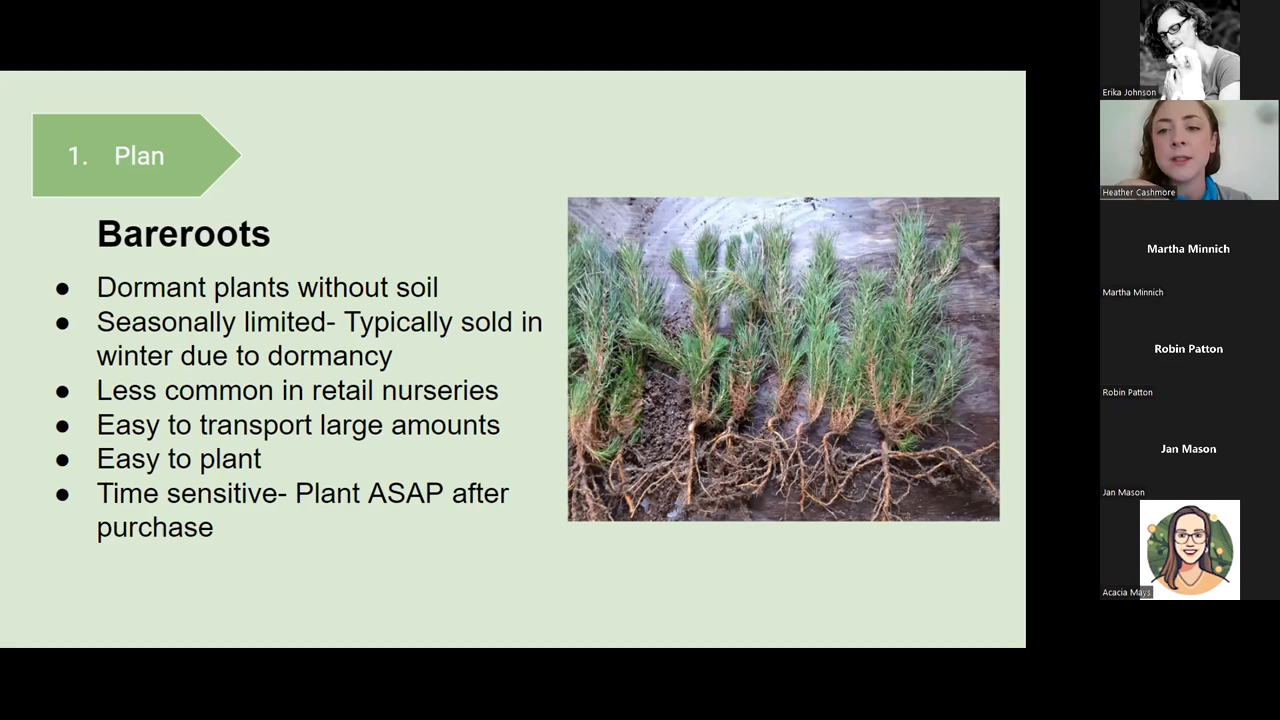 1. Plan
Bareroots
● Dormant plants without soil
● Seasonally limited- Typically sold in
winter due to dormancy
● Less common in retail nurseries
● Easy to transport large amounts
● Easy to plant
● Time sensitive- Plant ASAP after
purchase
Erika Johnson
Heather Cashmore
Martha Minnich
Martha Minnich
Robin Patton
Robin Patton
Jan Mason
Jan Mason
Acacia Mays